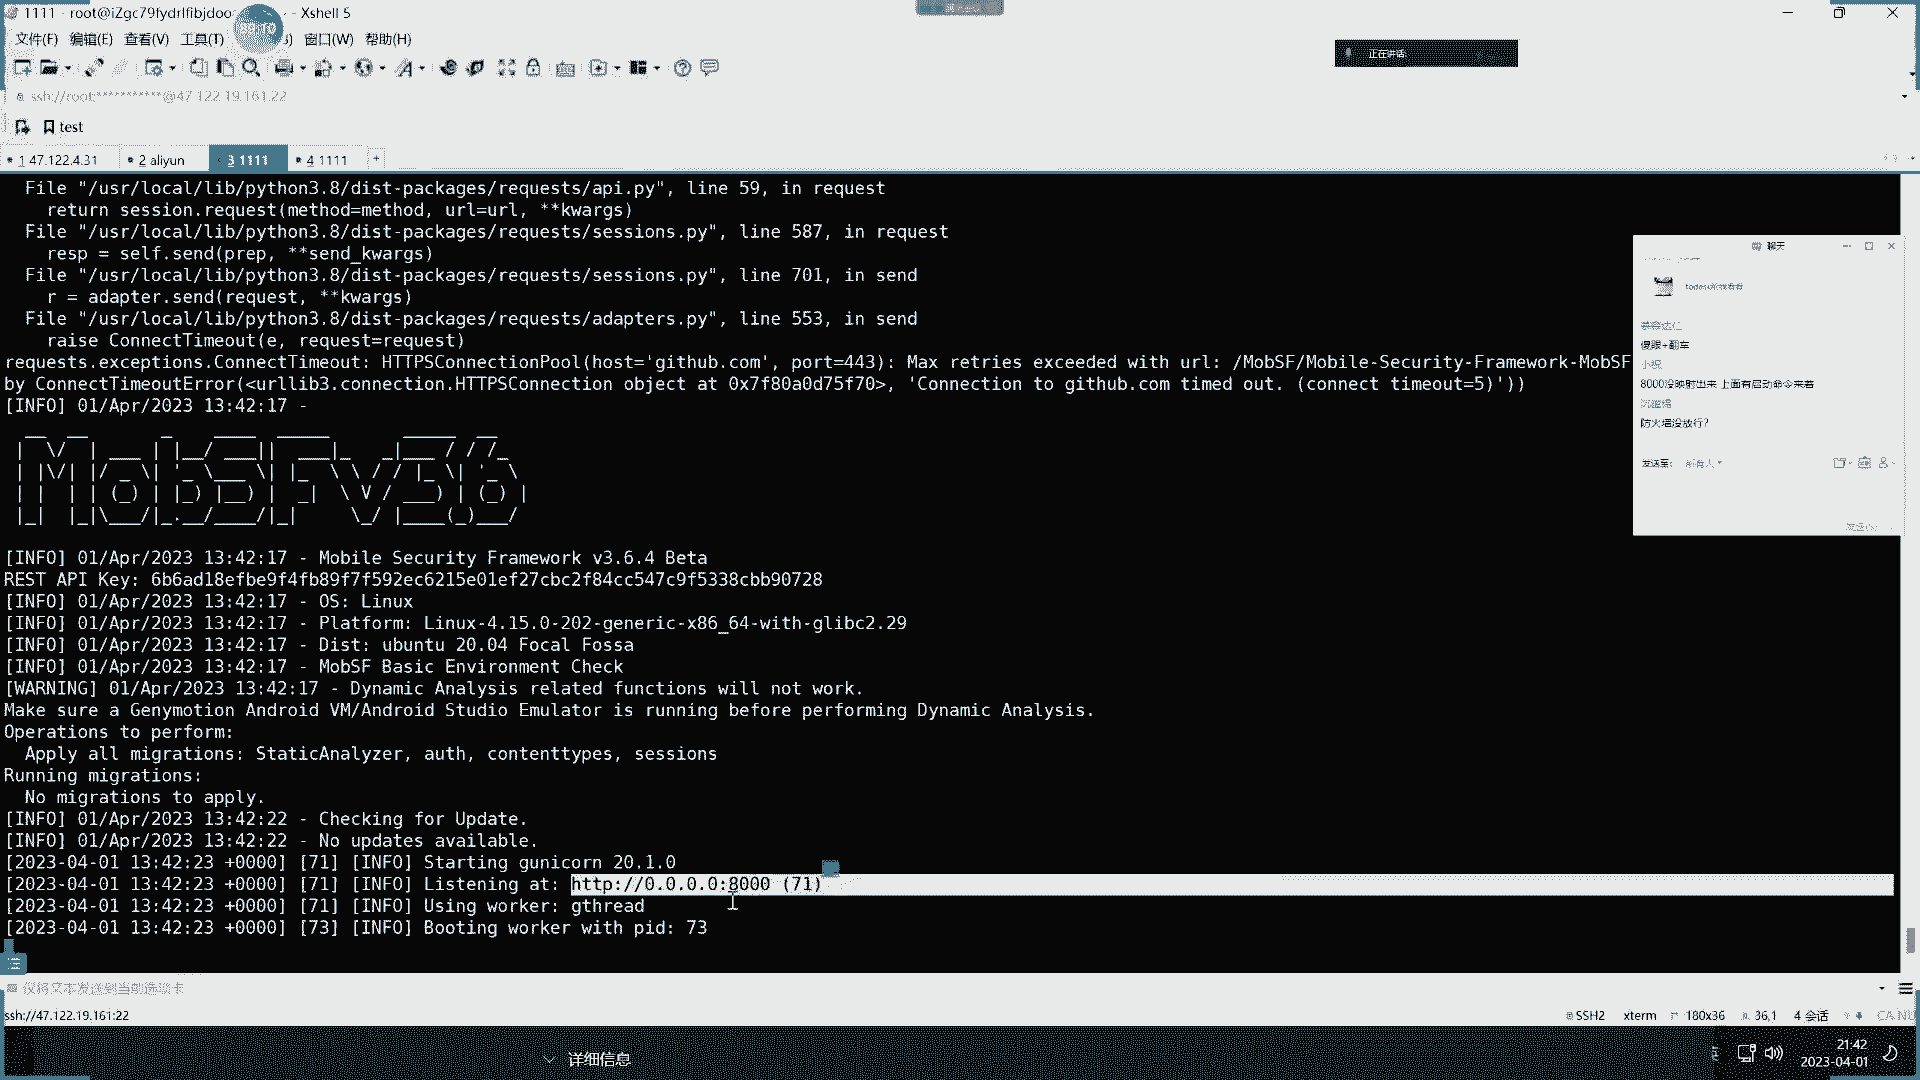 1111 - root@iZgc79fydrlfibjdoo - Xshell 5
文件(F) 编辑(E) 查看(V) 工具(T) 窗口(W) 帮助(H)
正在讲话:
ssh://root:***********@47.122.19.161:22
test
1 47.122.4.31 2 aliyun 3 1111 4 1111 +
File "/usr/local/lib/python3.8/dist-packages/requests/api.py", line 59, in request
return session.request(method=method, url=url, **kwargs)
File "/usr/local/lib/python3.8/dist-packages/requests/sessions.py", line 587, in request
resp = self.send(prep, **send_kwargs)
File "/usr/local/lib/python3.8/dist-packages/requests/sessions.py", line 701, in send
r = adapter.send(request, **kwargs)
File "/usr/local/lib/python3.8/dist-packages/requests/adapters.py", line 553, in send
raise ConnectTimeout(e, request=request)
requests.exceptions.ConnectTimeout: HTTPSConnectionPool(host='github.com', port=443): Max retries exceeded with url: /MobSF/Mobile-Security-Framework-MobSF
by ConnectTimeoutError(<urllib3.connection.HTTPSConnection object at 0x7f80a0d75f70>, 'Connection to github.com timed out. (connect timeout=5)'))
[INFO] 01/Apr/2023 13:42:17 -
MobSFv3.6
[INFO] 01/Apr/2023 13:42:17 - Mobile Security Framework v3.6.4 Beta
REST API Key: 6b6ad18efbe9f4fb89f7f592ec6215e01ef27cbc2f84cc547c9f5338cbb90728
[INFO] 01/Apr/2023 13:42:17 - OS: Linux
[INFO] 01/Apr/2023 13:42:17 - Platform: Linux-4.15.0-202-generic-x86_64-with-glibc2.29
[INFO] 01/Apr/2023 13:42:17 - Dist: ubuntu 20.04 Focal Fossa
[INFO] 01/Apr/2023 13:42:17 - MobSF Basic Environment Check
[WARNING] 01/Apr/2023 13:42:17 - Dynamic Analysis related functions will not work.
Make sure a Genymotion Android VM/Android Studio Emulator is running before performing Dynamic Analysis.
Operations to perform:
Apply all migrations: StaticAnalyzer, auth, contenttypes, sessions
Running migrations:
No migrations to apply.
[INFO] 01/Apr/2023 13:42:22 - Checking for Update.
[INFO] 01/Apr/2023 13:42:22 - No updates available.
[2023-04-01 13:42:23 +0000] [71] [INFO] Starting gunicorn 20.1.0
[2023-04-01 13:42:23 +0000] [71] [INFO] Listening at: http://0.0.0.0:8000 (71)
[2023-04-01 13:42:23 +0000] [71] [INFO] Using worker: gthread
[2023-04-01 13:42:23 +0000] [73] [INFO] Booting worker with pid: 73
聊天
傻眼+翻车
小祝
8000没映射出来 上面有启动命令来着
防火墙没放行?
发送至: 所有人
仅将文本发送到当前选项卡
ssh://47.122.19.161:22
SSH2 xterm 180x36 36,1 4 会话
详细信息
21:42
2023-04-01